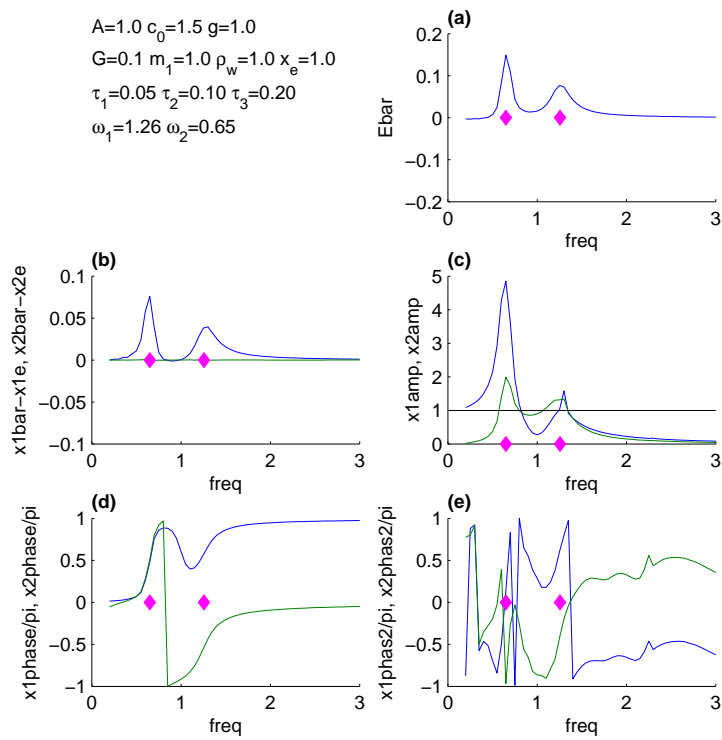 A=1.0 c0=1.5 g=1.0
G=0.1 m1=1.0 ρw=1.0 xe=1.0
τ1=0.05 τ2=0.10 τ3=0.20
ω1=1.26 ω2=0.65
(a)
Ebar
0.2
0.1
0
−0.1
−0.2
0 1 2 3
freq
(b)
x1bar−x1e, x2bar−x2e
0.1
0.05
0
−0.05
−0.1
0 1 2 3
freq
(c)
x1amp, x2amp
5
4
3
2
1
0
0 1 2 3
freq
(d)
x1phase/pi, x2phase/pi
1
0.5
0
−0.5
−1
0 1 2 3
freq
(e)
x1phas2/pi, x2phas2/pi
1
0.5
0
−0.5
−1
0 1 2 3
freq